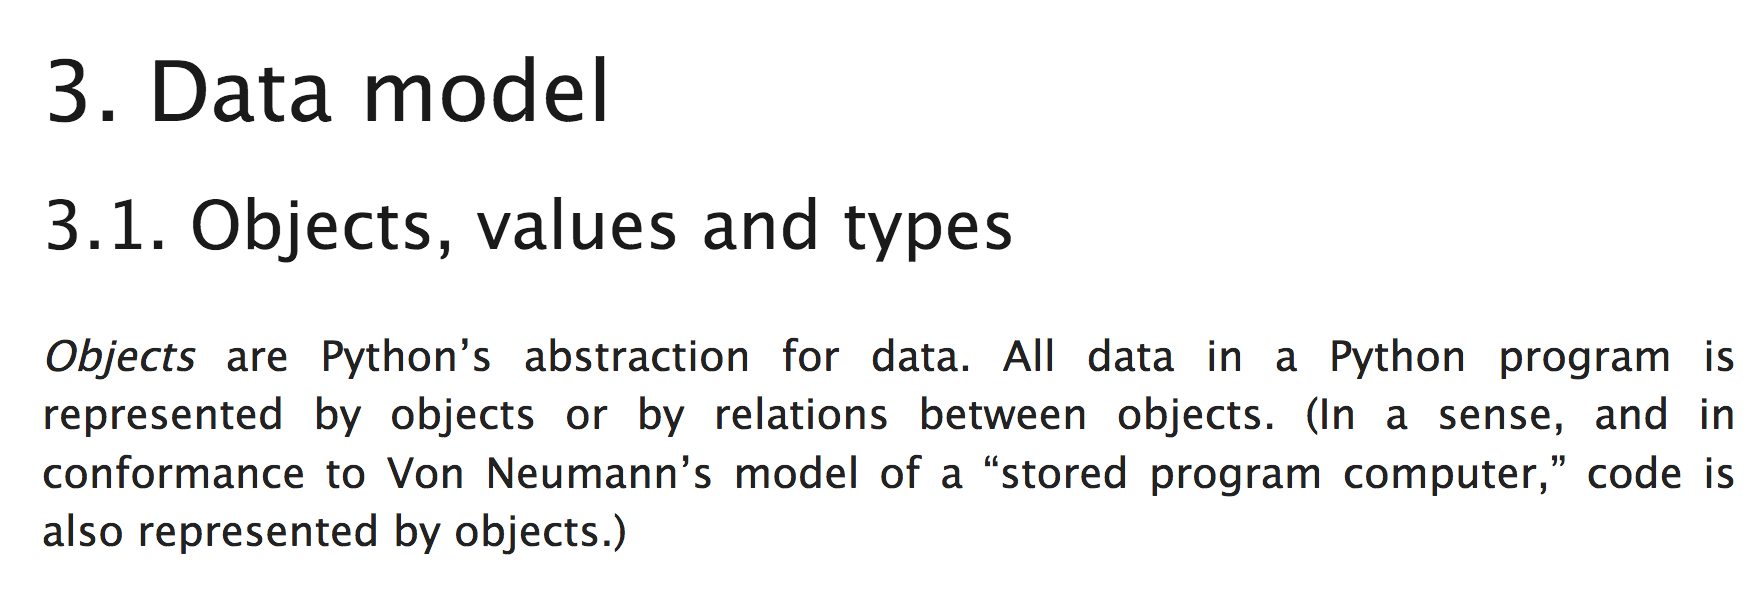 3. Data model
3.1. Objects, values and types
Objects are Python’s abstraction for data. All data in a Python program is
represented by objects or by relations between objects. (In a sense, and in
conformance to Von Neumann’s model of a “stored program computer,” code is
also represented by objects.)